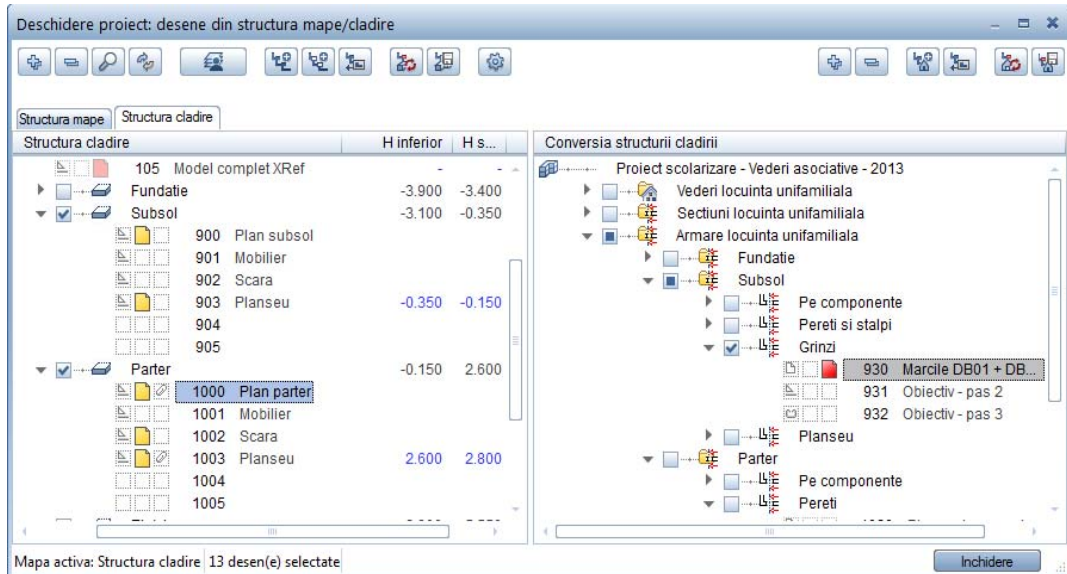 Deschidere proiect: desene din structura mape/cladire
Structura mape
Structura cladire
Structura cladire H inferior H s...
105 Model complet XRef - -
Fundatie -3.900 -3.400
Subsol -3.100 -0.350
900 Plan subsol
901 Mobilier
902 Scara
903 Planseu -0.350 -0.150
904
905
Parter -0.150 2.600
1000 Plan parter
1001 Mobilier
1002 Scara
1003 Planseu 2.600 2.800
1004
1005
Conversia structurii cladirii
Proiect scolarizare - Vederi asociative - 2013
Vederi locuinta unifamiliala
Sectiuni locuinta unifamiliala
Armare locuinta unifamiliala
Fundatie
Subsol
Pe componente
Pereti si stalpi
Grinzi
930 Marcile DB01 + DB...
931 Obiectiv - pas 2
932 Obiectiv - pas 3
Planseu
Parter
Pe componente
Pereti
Mapa activa: Structura cladire 13 desen(e) selectate
Inchidere